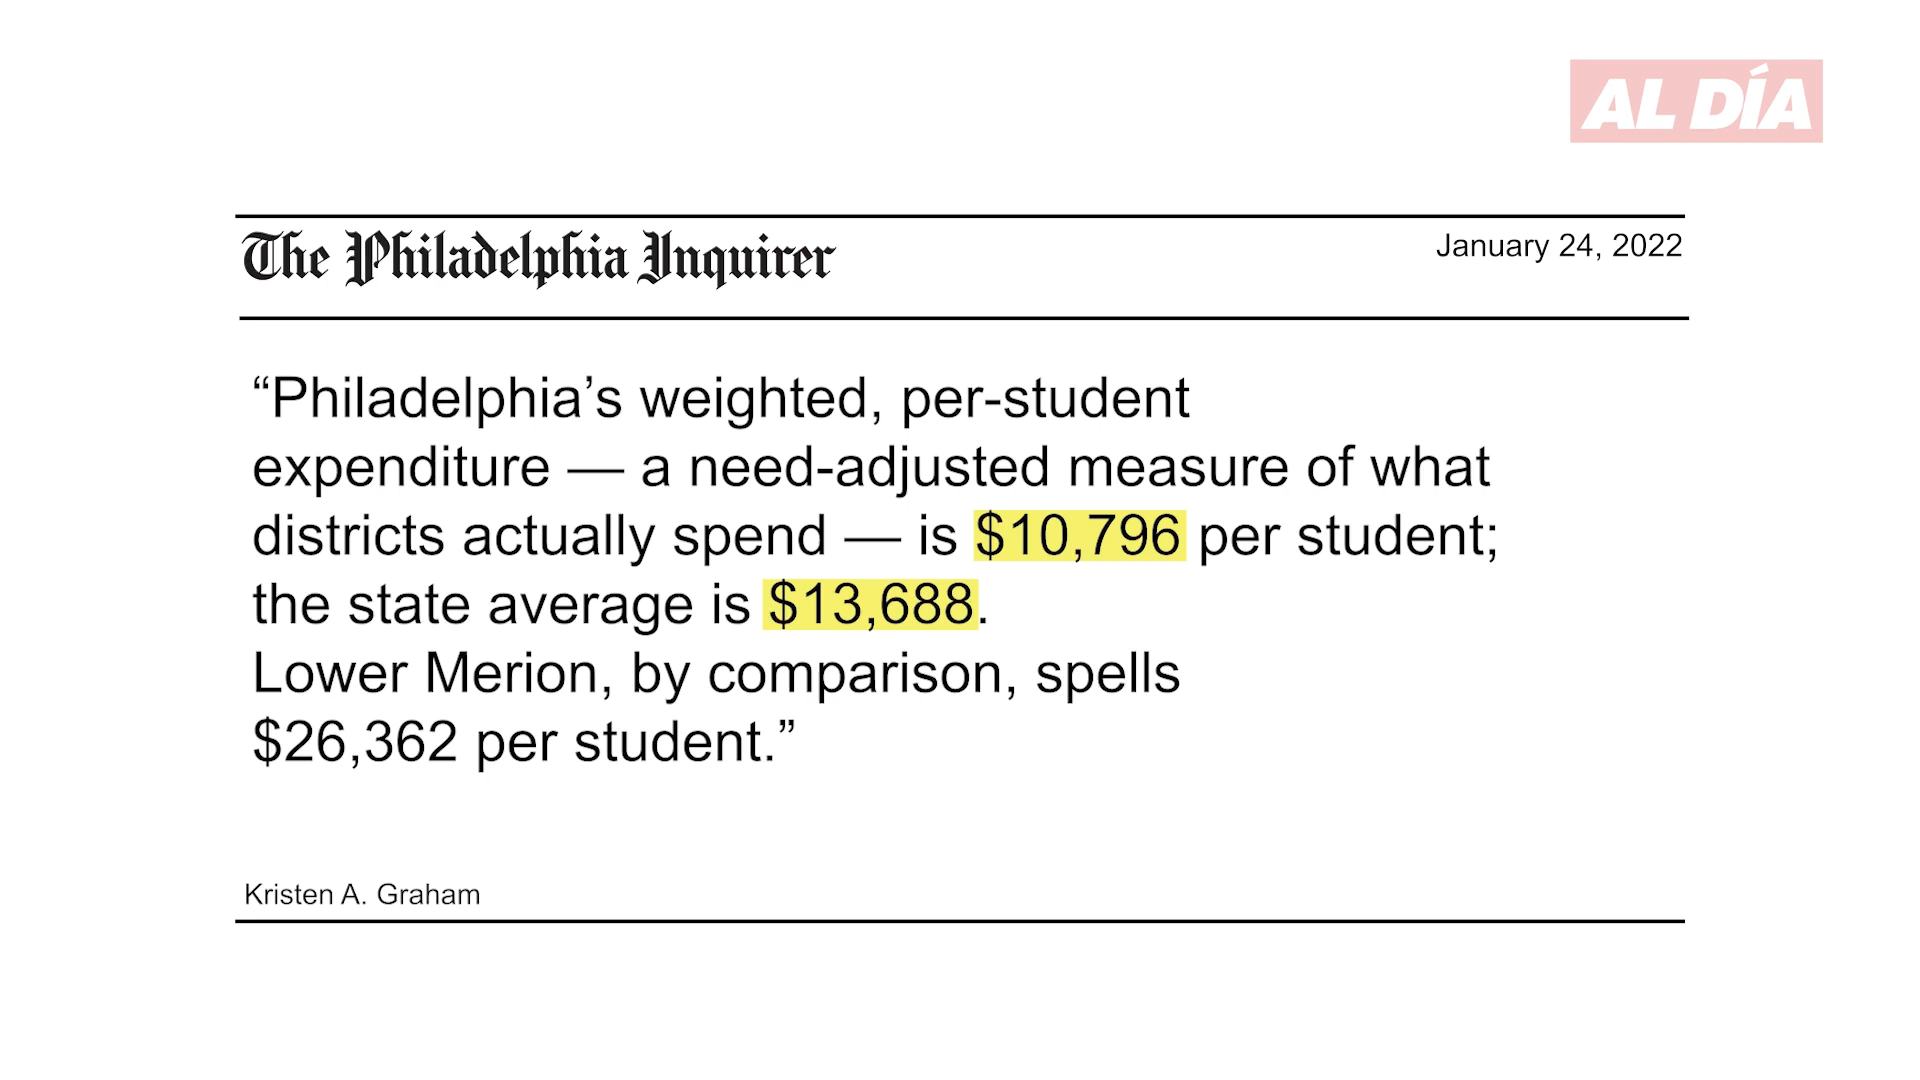 AL DÍA
The Philadelphia Inquirer
January 24, 2022
“Philadelphia’s weighted, per-student
expenditure — a need-adjusted measure of what
districts actually spend — is $10,796 per student;
the state average is $13,688.
Lower Merion, by comparison, spells
$26,362 per student.”
Kristen A. Graham